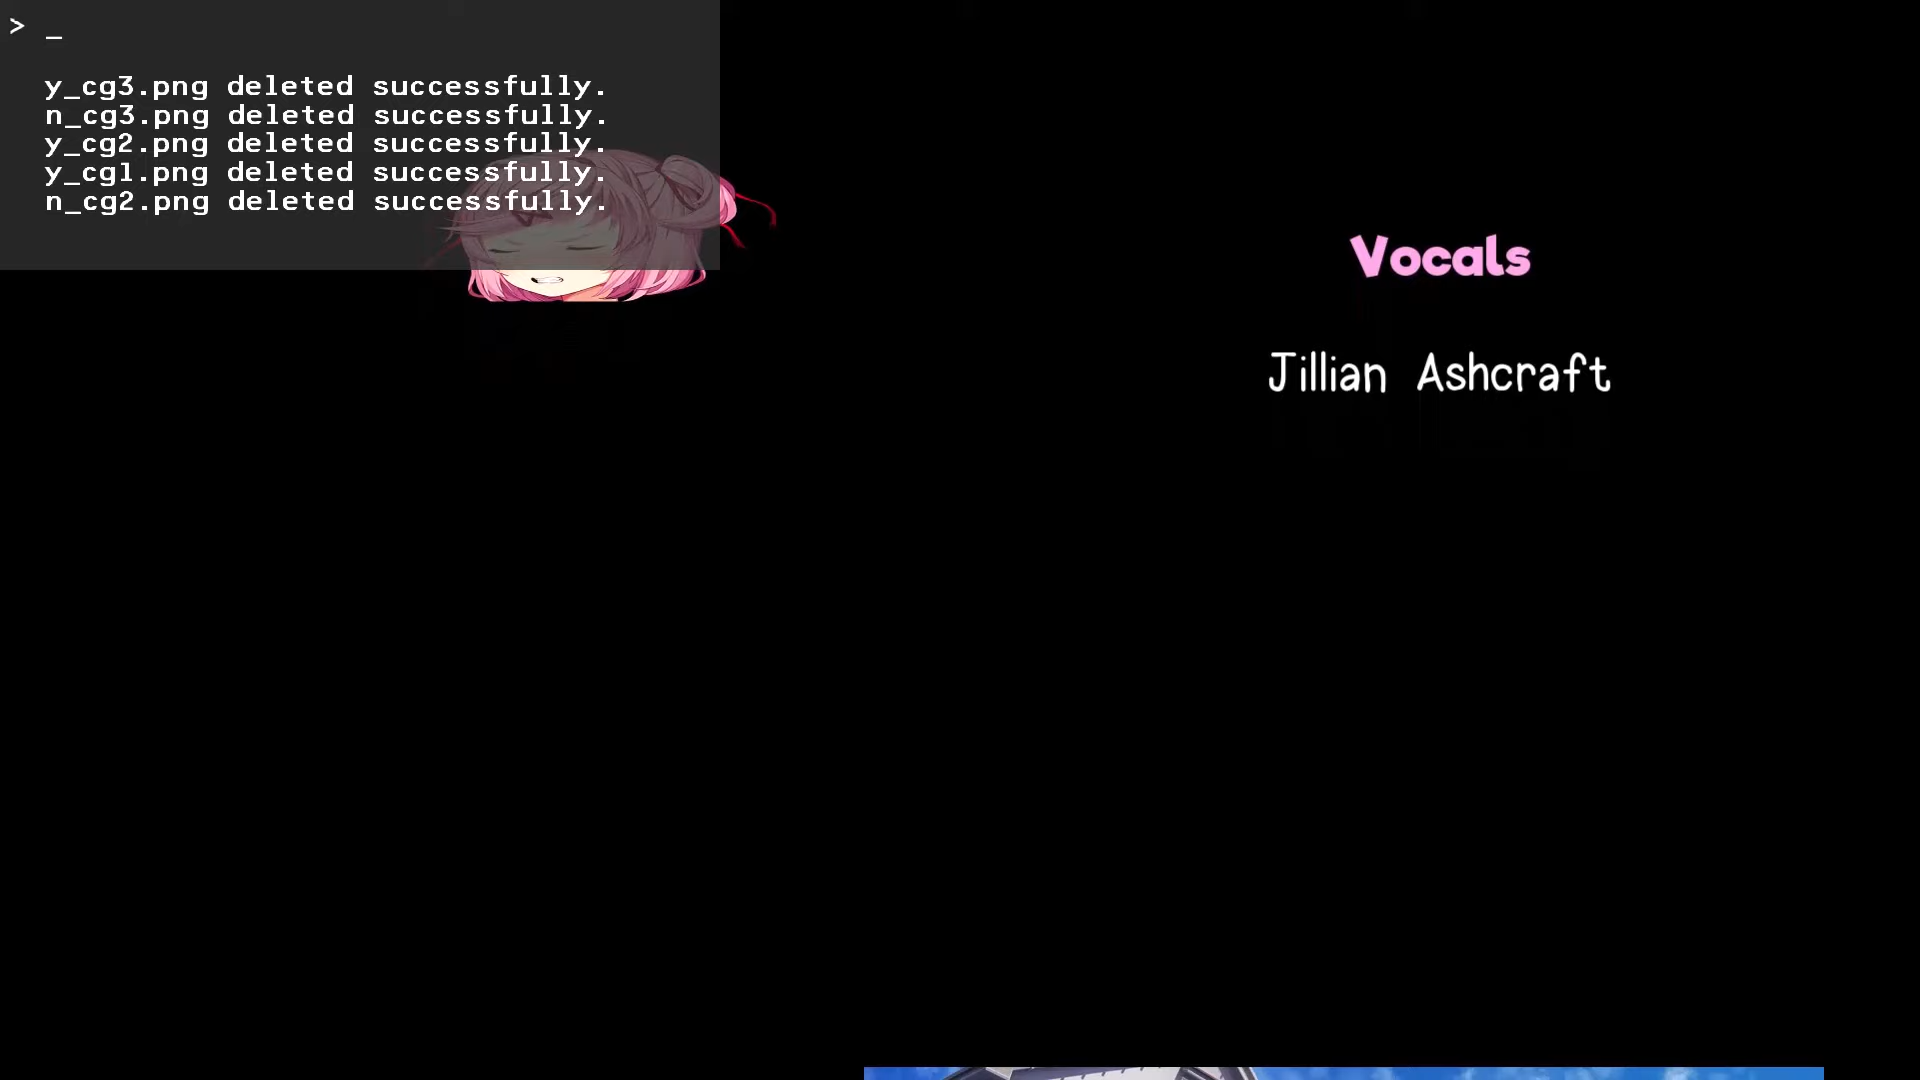 > _
y_cg3.png deleted successfully.
n_cg3.png deleted successfully.
y_cg2.png deleted successfully.
y_cg1.png deleted successfully.
n_cg2.png deleted successfully.
Vocals
Jillian Ashcraft